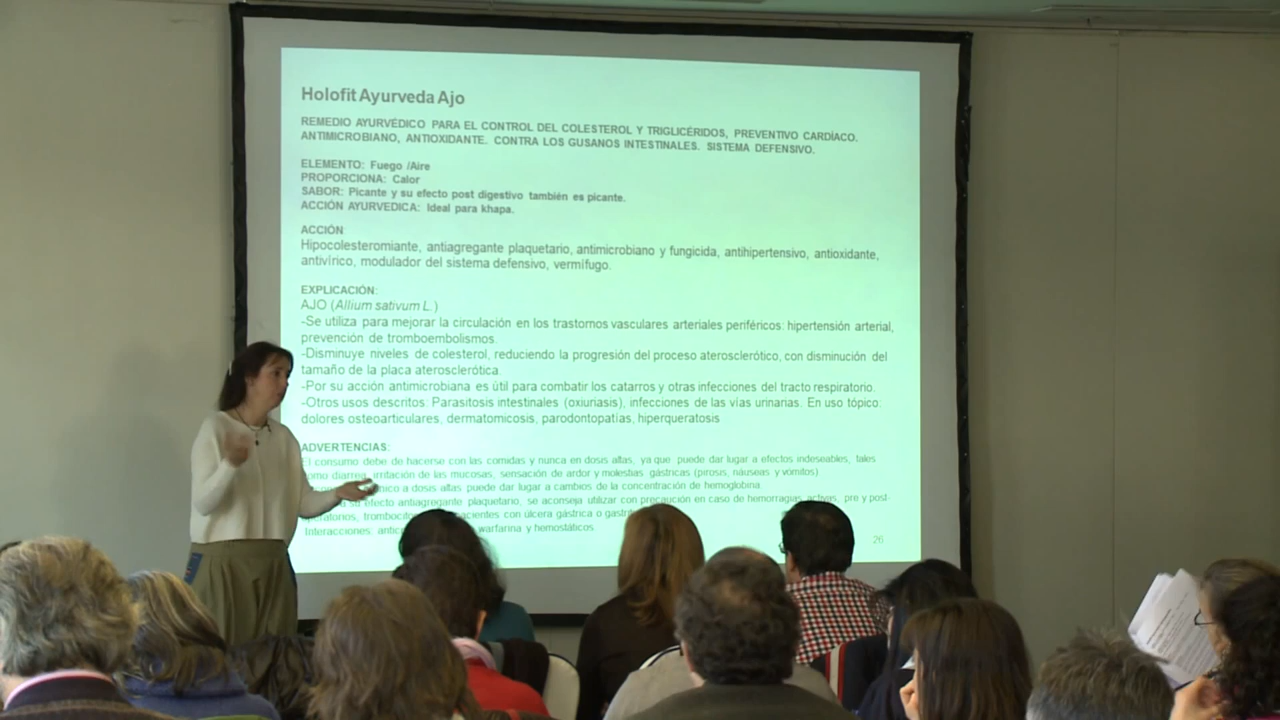 Holofit Ayurveda Ajo
REMEDIO AYURVÉDICO PARA EL CONTROL DEL COLESTEROL Y TRIGLICÉRIDOS, PREVENTIVO CARDÍACO.
ANTIMICROBIANO, ANTIOXIDANTE. CONTRA LOS GUSANOS INTESTINALES. SISTEMA DEFENSIVO.
ELEMENTO: Fuego /Aire
PROPORCIONA: Calor
SABOR: Picante y su efecto post digestivo también es picante.
ACCIÓN AYURVEDICA: Ideal para khapa.
ACCIÓN:
Hipocolesteromiante, antiagregante plaquetario, antimicrobiano y fungicida, antihipertensivo, antioxidante,
antivírico, modulador del sistema defensivo, vermífugo.
EXPLICACIÓN:
AJO (Allium sativum L.)
-Se utiliza para mejorar la circulación en los trastornos vasculares arteriales periféricos: hipertensión arterial,
prevención de tromboembolismos.
-Disminuye niveles de colesterol, reduciendo la progresión del proceso aterosclerótico, con disminución del
tamaño de la placa aterosclerótica.
-Por su acción antimicrobiana es útil para combatir los catarros y otras infecciones del tracto respiratorio.
-Otros usos descritos: Parasitosis intestinales (oxiuriasis), infecciones de las vías urinarias. En uso tópico:
dolores osteoarticulares, dermatomicosis, parodontopatías, hiperqueratosis
ADVERTENCIAS:
El consumo debe de hacerse con las comidas y nunca en dosis altas, ya que puede dar lugar a efectos indeseables, tales
como diarrea, irritación de las mucosas, sensación de ardor y molestias gástricas (pirosis, náuseas y vómitos).
a dosis altas puede dar lugar a cambios de la concentración de hemoglobina.
su efecto antiagregante plaquetario, se aconseja utilizar con precaución en caso de hemorragias activas, pre y post-
operatorios, pacientes con úlcera gástrica o
Interacciones: warfarina y hemostáticos.
26